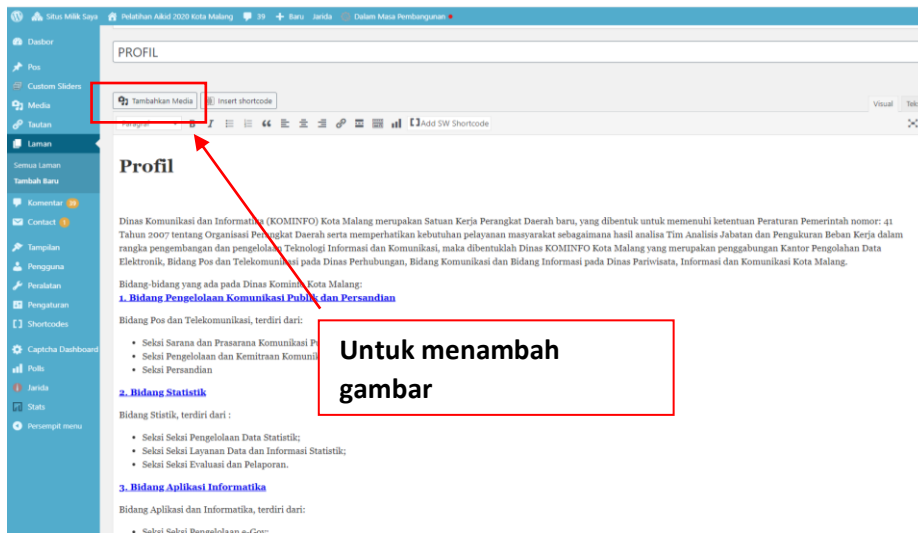 Situs Milik Saya Pelatihan Aikid 2020 Kota Malang 39 + Baru Jarida Dalam Masa Pembangunan
Dasbor
Pos
Custom Sliders
Media
Tautan
Laman
Semua Laman
Tambah Baru
Komentar 39
Contact 1
Tampilan
Pengguna
Peralatan
Pengaturan
Shortcodes
Captcha Dashboard
Polls
Jarida
Stats
Persempit menu
PROFIL
Tambahkan Media Insert shortcode
Visual
Paragraf B I Add SW Shortcode
Profil
Dinas Komunikasi dan Informatika (KOMINFO) Kota Malang merupakan Satuan Kerja Perangkat Daerah baru, yang dibentuk untuk memenuhi ketentuan Peraturan Pemerintah nomor: 41
Tahun 2007 tentang Organisasi Perangkat Daerah serta memperhatikan kebutuhan pelayanan masyarakat sebagaimana hasil analisa Tim Analisis Jabatan dan Pengukuran Beban Kerja dalam
rangka pengembangan dan pengelolaan Teknologi Informasi dan Komunikasi, maka dibentuklah Dinas KOMINFO Kota Malang yang merupakan penggabungan Kantor Pengolahan Data
Elektronik, Bidang Pos dan Telekomunikasi pada Dinas Perhubungan, Bidang Komunikasi dan Bidang Informasi pada Dinas Pariwisata, Informasi dan Komunikasi Kota Malang.
Bidang-bidang yang ada pada Dinas Kominfo Kota Malang:
1. Bidang Pengelolaan Komunikasi Publik dan Persandian
Bidang Pos dan Telekomunikasi, terdiri dari:
• Seksi Sarana dan Prasarana Komunikasi
• Seksi Pengelolaan dan Kemitraan
• Seksi Persandian
Untuk menambah
gambar
2. Bidang Statistik
Bidang Stistik, terdiri dari :
• Seksi Seksi Pengelolaan Data Statistik;
• Seksi Seksi Layanan Data dan Informasi Statistik;
• Seksi Seksi Evaluasi dan Pelaporan.
3. Bidang Aplikasi Informatika
Bidang Aplikasi dan Informatika, terdiri dari:
• Seksi Seksi Pengelolaan e-Gov;